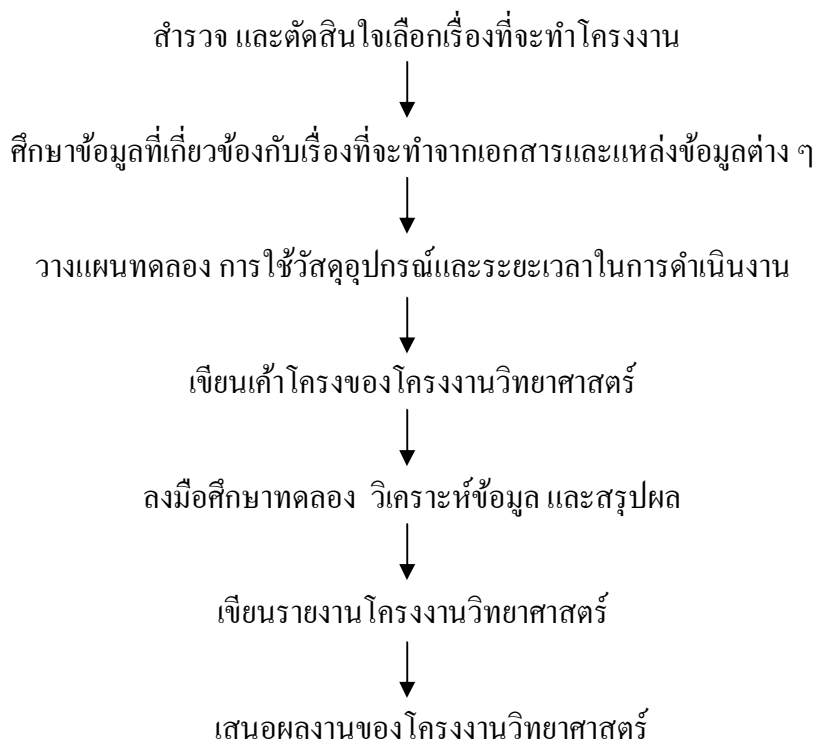 สำรวจ และตัดสินใจเลือกเรื่องที่จะทำโครงงาน
ศึกษาข้อมูลที่เกี่ยวข้องกับเรื่องที่จะทำจากเอกสารและแหล่งข้อมูลต่าง ๆ
วางแผนทดลอง การใช้วัสดุอุปกรณ์และระยะเวลาในการดำเนินงาน
เขียนเค้าโครงของโครงงานวิทยาศาสตร์
ลงมือศึกษาทดลอง วิเคราะห์ข้อมูล และสรุปผล
เขียนรายงานโครงงานวิทยาศาสตร์
เสนอผลงานของโครงงานวิทยาศาสตร์